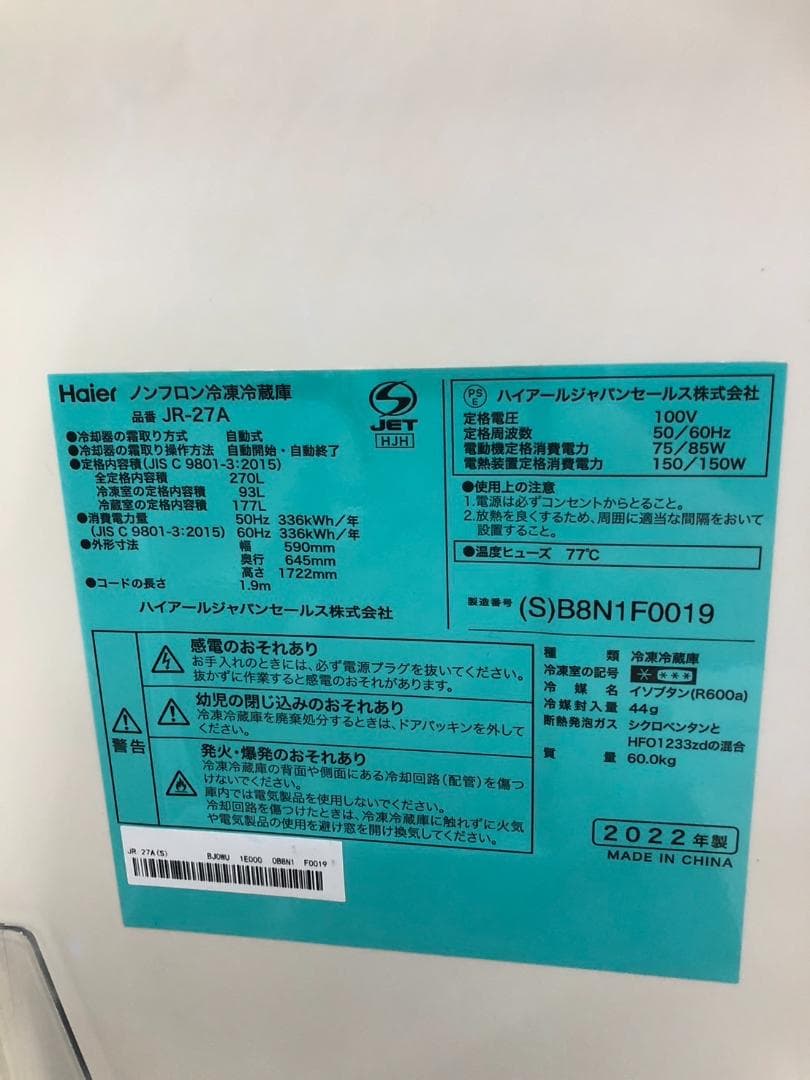 Haier ノンフロン冷凍冷蔵庫
品番 JR-27A
S
JET
HJH
●冷却器の霜取り方式 自動式
●冷却器の霜取り操作方法 自動開始・自動終了
●定格内容積(JIS C 9801-3:2015)
全定格内容積 270L
冷凍室の定格内容積 93L
冷蔵室の定格内容積 177L
●消費電力量 50Hz 336kWh/年
(JIS C 9801-3:2015) 60Hz 336kWh/年
●外形寸法 幅 590mm
奥行 645mm
高さ 1722mm
●コードの長さ 1.9m
ハイアールジャパンセールス株式会社
PS
E ハイアールジャパンセールス株式会社
定格電圧 100V
定格周波数 50/60Hz
電動機定格消費電力 75/85W
電熱装置定格消費電力 150/150W
●使用上の注意
1.電源は必ずコンセントからとること。
2.放熱を良くするため、周囲に適当な間隔をおいて
設置すること。
●温度ヒューズ 77℃
製造番号 (S)B8N1F0019
警告
感電のおそれあり
お手入れのときには、必ず電源プラグを抜いてください。
抜かずに作業すると感電のおそれがあります。
幼児の閉じ込みのおそれあり
冷凍冷蔵庫を廃棄処分するときは、ドアパッキンを外して
ください。
発火・爆発のおそれあり
冷凍冷蔵庫の背面や側面にある冷却回路(配管)を傷つ
けないでください。
庫内では電気製品を使用しないでください。
冷却回路を傷つけたときは、冷凍冷蔵庫に触れずに火気
や電気製品の使用を避け窓を開け換気してください。
種類 冷凍冷蔵庫
冷凍室の記号
冷媒名 イソブタン(R600a)
冷媒封入量 44g
断熱発泡ガス シクロペンタンと
HFO1233zdの混合
質量 60.0kg
2022年製
MADE IN CHINA
JR 27A(S) BJ0WU 1E000 0B8N1 F0019